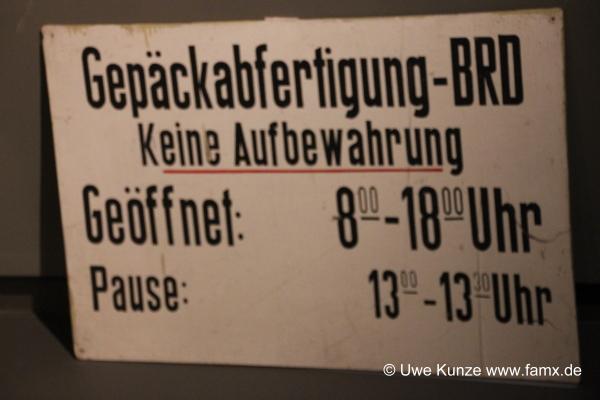 Gepäckabfertigung-BRD
Keine Aufbewahrung
Geöffnet: 8⁰⁰-18⁰⁰ Uhr
Pause: 13⁰⁰-13³⁰ Uhr
© Uwe Kunze www.famx.de